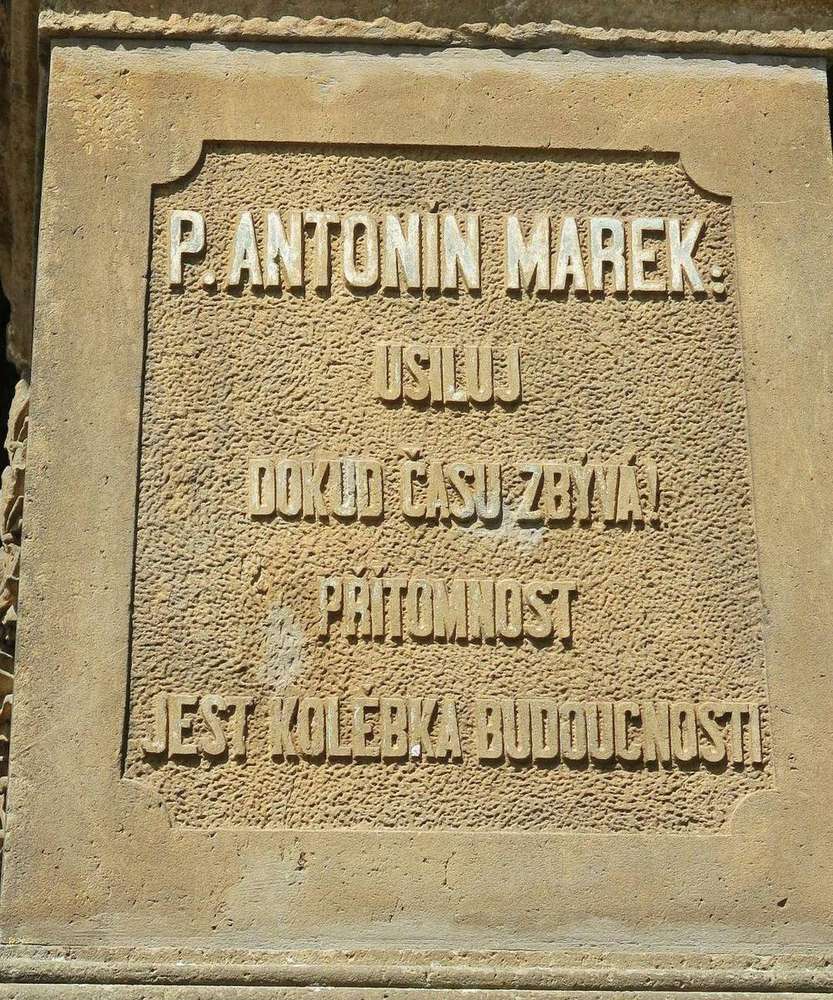 P. ANTONÍN MAREK:
USILUJ
DOKUD ČASU ZBÝVÁ!
PŘÍTOMNOST
JEST KOLÉBKA BUDOUCNOSTI